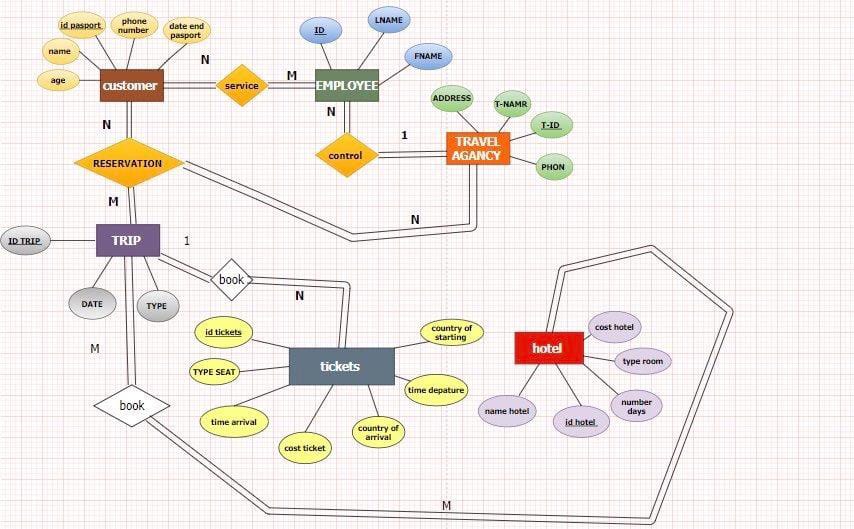 id pasport
phone
number
date end
pasport
name
age
customer
N
service
M
ID
LNAME
FNAME
EMPLOYEE
N
control
1
ADDRESS
T-NAMR
T-ID
PHON
TRAVEL
AGANCY
N
RESERVATION
M
N
ID TRIP
TRIP
1
DATE
TYPE
book
N
M
book
id tickets
TYPE SEAT
time arrival
cost ticket
country of
arrival
time depature
country of
starting
tickets
hotel
cost hotel
type room
number
days
id hotel
name hotel
M